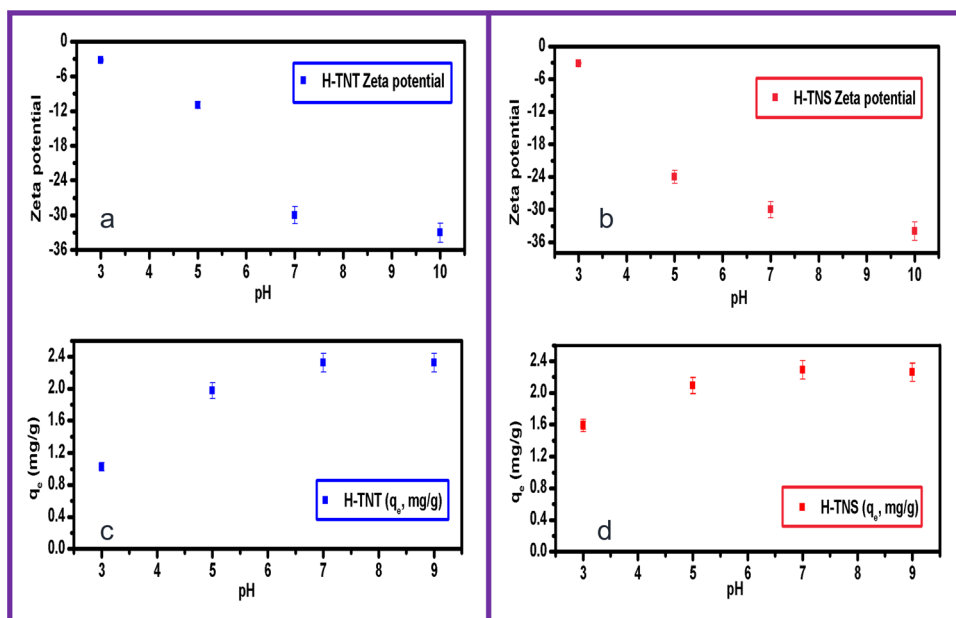 0
-6
-12
-18
-24
-30
-36
Zeta potential
H-TNT Zeta potential
a
3 4 5 6 7 8 9 10
pH
0
-6
-12
-18
-24
-30
-36
Zeta potential
H-TNS Zeta potential
b
3 4 5 6 7 8 9 10
pH
2.4
2.0
1.6
1.2
0.8
0.4
0.0
qe (mg/g)
H-TNT (qe, mg/g)
c
3 4 5 6 7 8 9
pH
2.4
2.0
1.6
1.2
0.8
0.4
0.0
qe (mg/g)
H-TNS (qe, mg/g)
d
3 4 5 6 7 8 9
pH